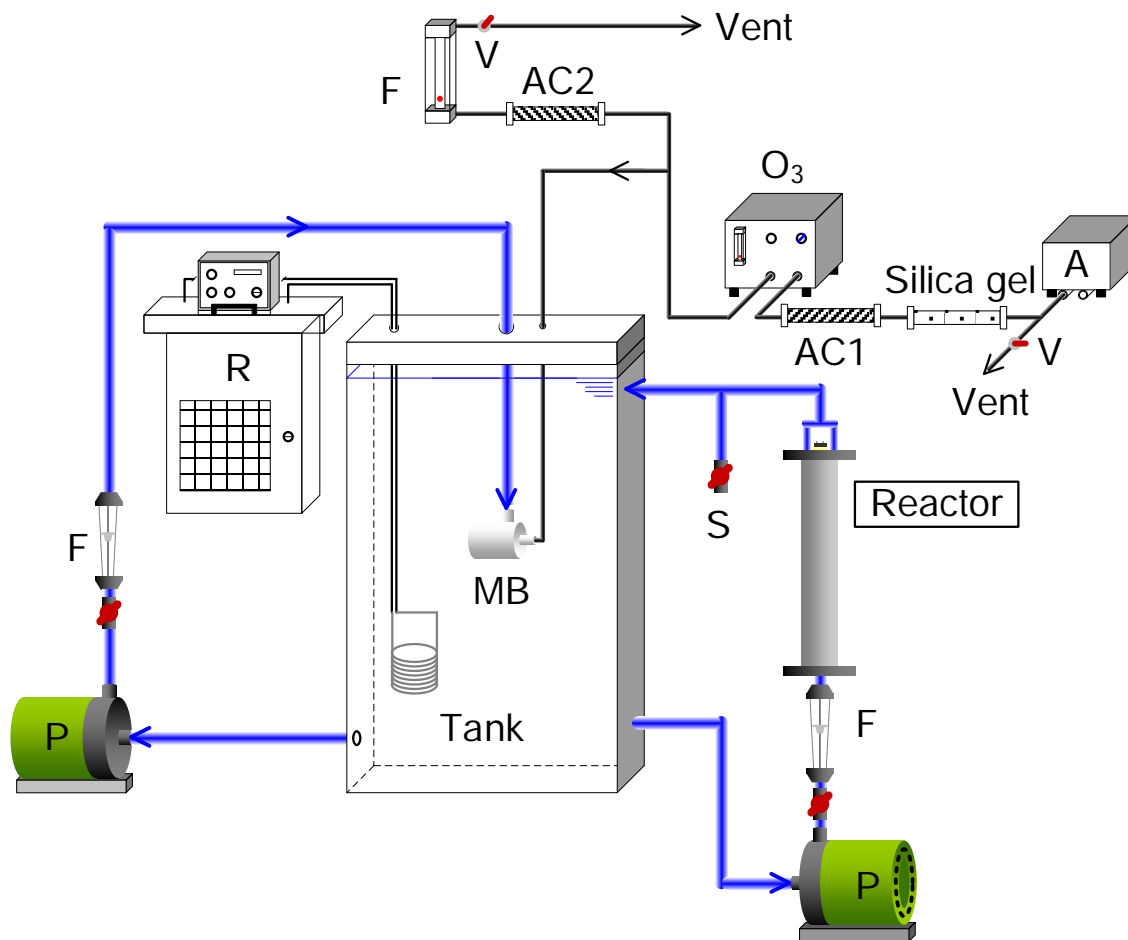 Vent
V
F
AC2
O₃
A
Silica gel
AC1
V
Vent
R
Reactor
S
F
MB
F
Tank
P
P